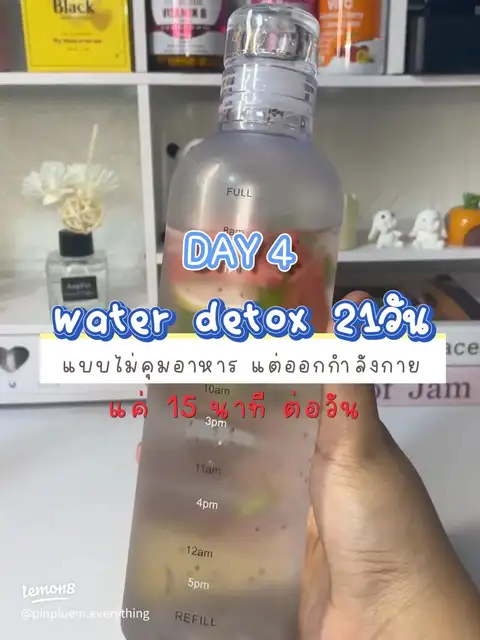 Black
VITAMIN B
FULL
8am
DAY 4
water detox 21วัน
แบบไม่คุมอาหาร แต่ออกกำลังกาย
แค่ 15 นาที ต่อวัน
10am
3pm
11am
4pm
12am
5pm
REFILL
Jam
lemon8
@pinpluem.everything